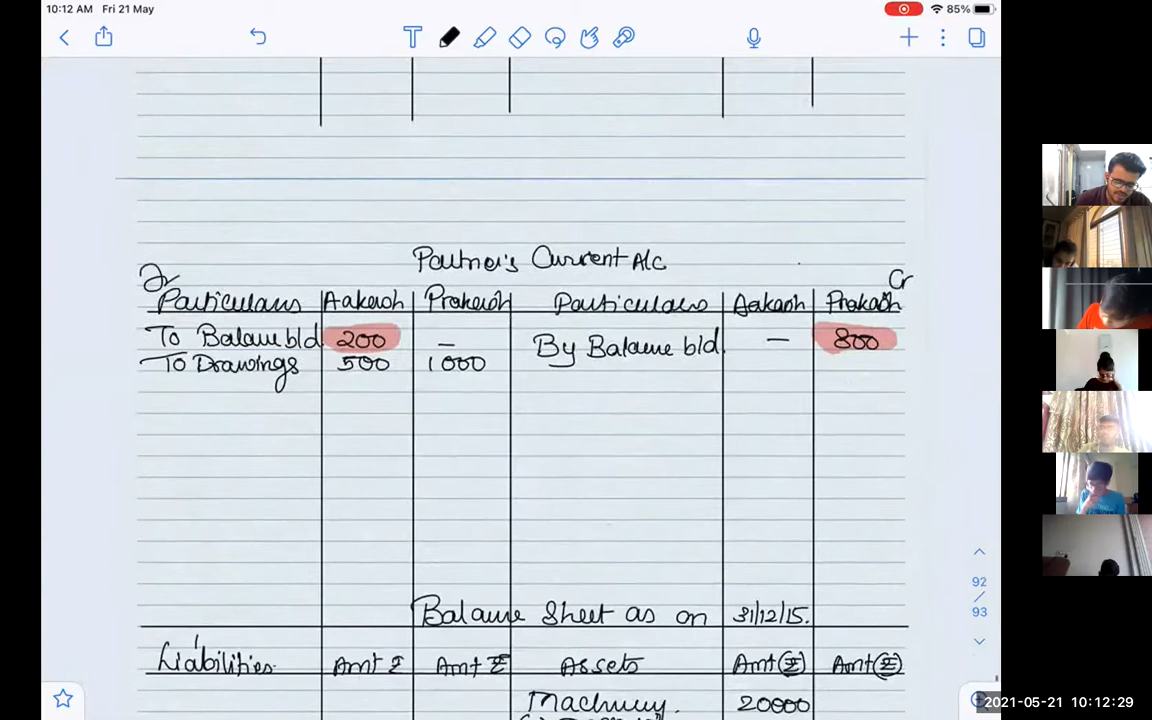 10:12 AM Fri 21 May
85%
T
Partner's Current A/c
Dr
Cr
Particulars Aakash Prakash Particulars Aakash Prakash
To Balance b/d. 200 - By Balance b/d. - 800
To Drawings 500 1000
Balance Sheet as on 31/12/15.
Liabilities. Amt ₹ Amt ₹ Assets Amt (₹) Amt (₹)
Machinery. 20000
92
/
93
2021-05-21 10:12:29